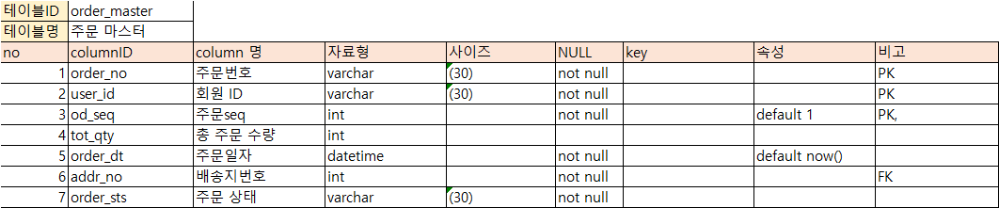 테이블ID order_master
테이블명 주문 마스터
no columnID column 명 자료형 사이즈 NULL key 속성 비고
1 order_no 주문번호 varchar (30) not null PK
2 user_id 회원 ID varchar (30) not null PK
3 od_seq 주문seq int not null default 1 PK,
4 tot_qty 총 주문 수량 int
5 order_dt 주문일자 datetime not null default now()
6 addr_no 배송지번호 int not null FK
7 order_sts 주문 상태 varchar (30) not null